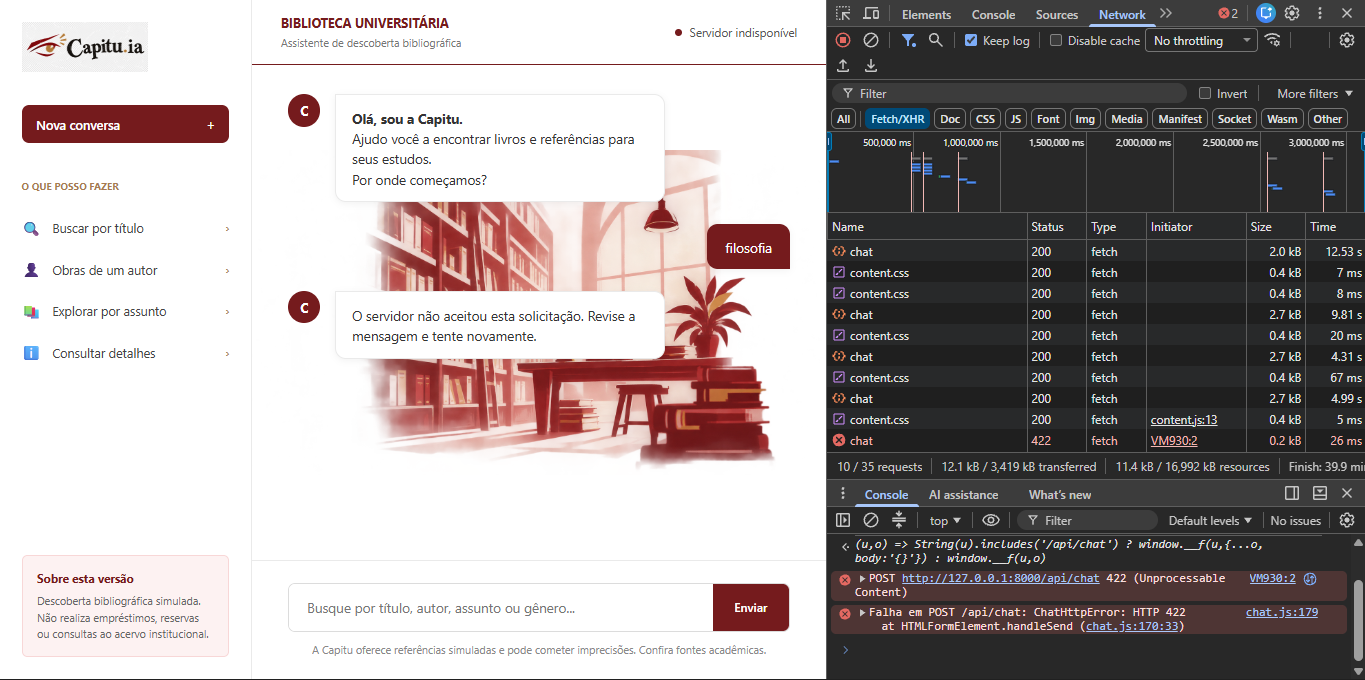 Capitu.ia
Nova conversa +
O QUE POSSO FAZER
Buscar por título ›
Obras de um autor ›
Explorar por assunto ›
Consultar detalhes ›
Sobre esta versão
Descoberta bibliográfica simulada.
Não realiza empréstimos, reservas
ou consultas ao acervo institucional.
BIBLIOTECA UNIVERSITÁRIA
Assistente de descoberta bibliográfica
Servidor indisponível
C
Olá, sou a Capitu.
Ajudo você a encontrar livros e referências para
seus estudos.
Por onde começamos?
filosofia
C
O servidor não aceitou esta solicitação. Revise a
mensagem e tente novamente.
Busque por título, autor, assunto ou gênero...
Enviar
A Capitu oferece referências simuladas e pode cometer imprecisões. Confira fontes acadêmicas.
Elements Console Sources Network 2
Keep log Disable cache No throttling
Filter Invert More filters
All Fetch/XHR Doc CSS JS Font Img Media Manifest Socket Wasm Other
500,000 ms 1,000,000 ms 1,500,000 ms 2,000,000 ms 2,500,000 ms 3,000,000 ms
Name Status Type Initiator Size Time
chat 200 fetch 2.0 kB 12.53 s
content.css 200 fetch 0.4 kB 7 ms
content.css 200 fetch 0.4 kB 8 ms
chat 200 fetch 2.7 kB 9.81 s
content.css 200 fetch 0.4 kB 20 ms
chat 200 fetch 2.7 kB 4.31 s
content.css 200 fetch 0.4 kB 67 ms
chat 200 fetch 2.7 kB 4.99 s
content.css 200 fetch content.js:13 0.4 kB 5 ms
chat 422 fetch VM930:2 0.2 kB 26 ms
10 / 35 requests 12.1 kB / 3,419 kB transferred 11.4 kB / 16,992 kB resources Finish: 39.9 mi
Console AI assistance What's new
top Filter Default levels No issues
(u,o) => String(u).includes('/api/chat') ? window.__f(u,{...o,
body:'{}'}) : window.__f(u,o)
POST http://127.0.0.1:8000/api/chat 422 (Unprocessable VM930:2
Content)
Falha em POST /api/chat: ChatHttpError: HTTP 422 chat.js:179
at HTMLFormElement.handleSend (chat.js:170:33)